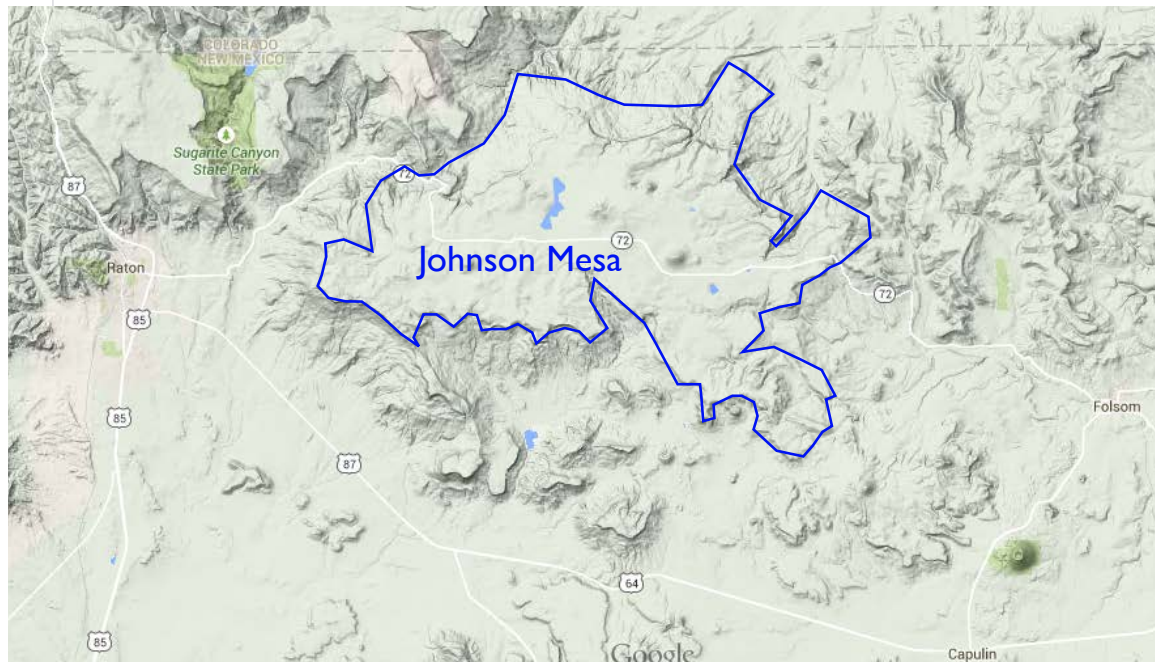 COLORADO
NEW MEXICO
Sugarite Canyon
State Park
87
72
72
Johnson Mesa
Raton
72
85
Folsom
85
87
64
85
Google
Capulin